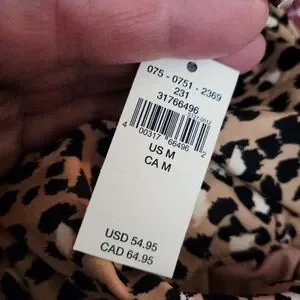 075 - 0751 - 2369
231
31766496
4 00317 66496 2
US M
CA M
USD 54.95
CAD 64.95